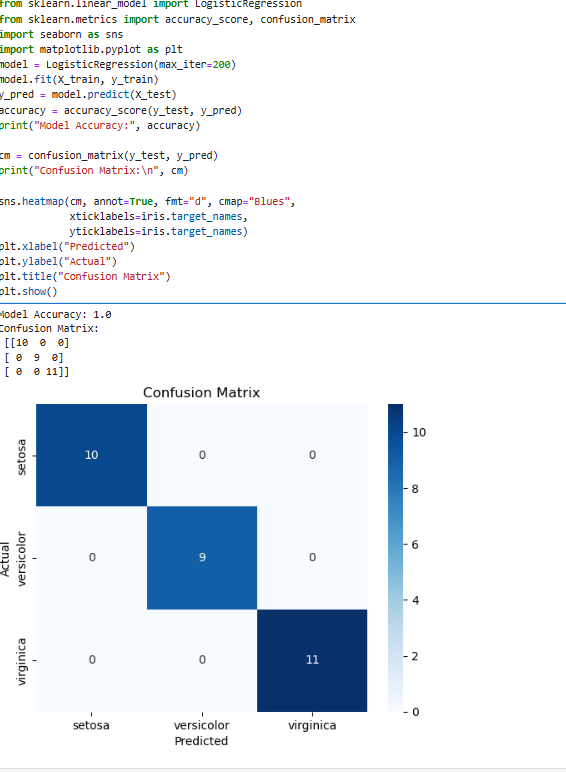 from sklearn.linear_model import LogisticRegression
from sklearn.metrics import accuracy_score, confusion_matrix
import seaborn as sns
import matplotlib.pyplot as plt
model = LogisticRegression(max_iter=200)
model.fit(X_train, y_train)
y_pred = model.predict(X_test)
accuracy = accuracy_score(y_test, y_pred)
print("Model Accuracy:", accuracy)
cm = confusion_matrix(y_test, y_pred)
print("Confusion Matrix:\n", cm)
sns.heatmap(cm, annot=True, fmt="d", cmap="Blues",
xticklabels=iris.target_names,
yticklabels=iris.target_names)
plt.xlabel("Predicted")
plt.ylabel("Actual")
plt.title("Confusion Matrix")
plt.show()
Model Accuracy: 1.0
Confusion Matrix:
[[10 0 0]
[ 0 9 0]
[ 0 0 11]]
Confusion Matrix
setosa
10 0 0
versicolor
0 9 0
virginica
0 0 11
Actual
setosa versicolor virginica
Predicted
10
8
6
4
2
0